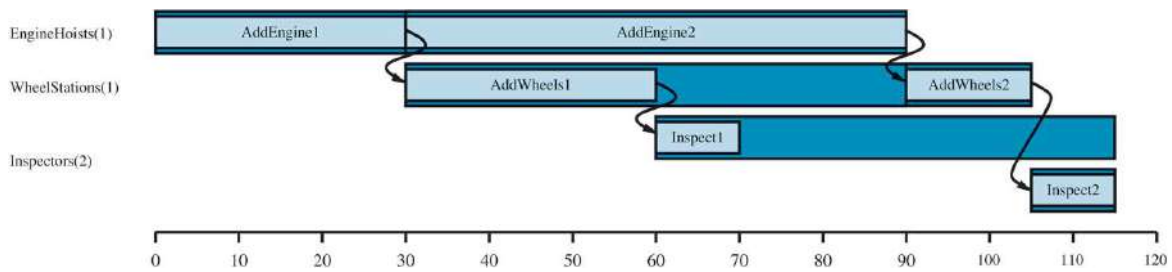 EngineHoists(1) AddEngine1 AddEngine2
WheelStations(1) AddWheels1 AddWheels2
Inspect1
Inspectors(2)
Inspect2
0 10 20 30 40 50 60 70 80 90 100 110 120